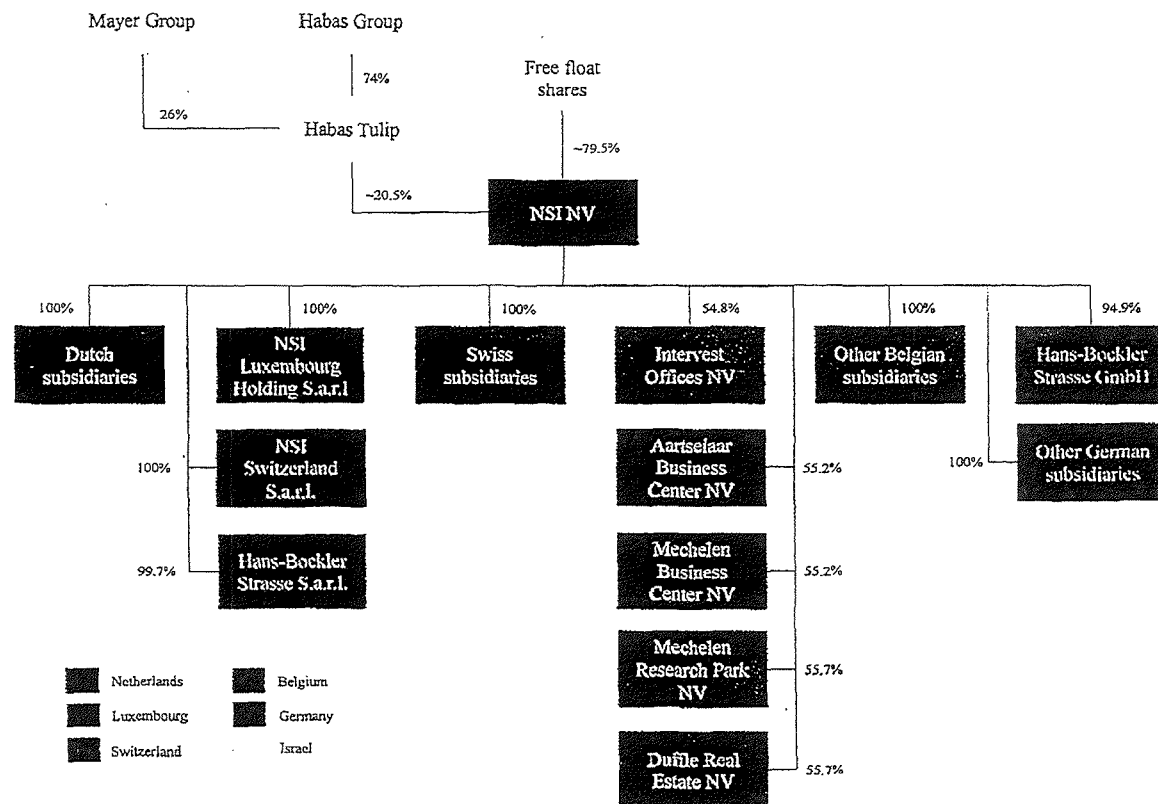 Mayer Group
Habas Group
74%
Free float
shares
26%
Habas Tulip
~79.5%
~20.5%
NSI NV
100%
100%
100%
54.8%
100%
94.9%
Dutch
subsidiaries
NSI
Luxembourg
Holding S.a.r.l
Swiss
subsidiaries
Intervest
Offices NV
Other Belgian
subsidiaries
Hans-Bockler
Strasse GmbH
100%
NSI
Switzerland
S.a.r.l.
Aartselaar
Business
Center NV
55.2%
100%
Other German
subsidiaries
99.7%
Hans-Bockler
Strasse S.a.r.l.
Mechelen
Business
Center NV
55.2%
Mechelen
Research Park
NV
55.7%
Duffle Real
Estate NV
55.7%
Netherlands
Belgium
Luxembourg
Germany
Switzerland
Israel